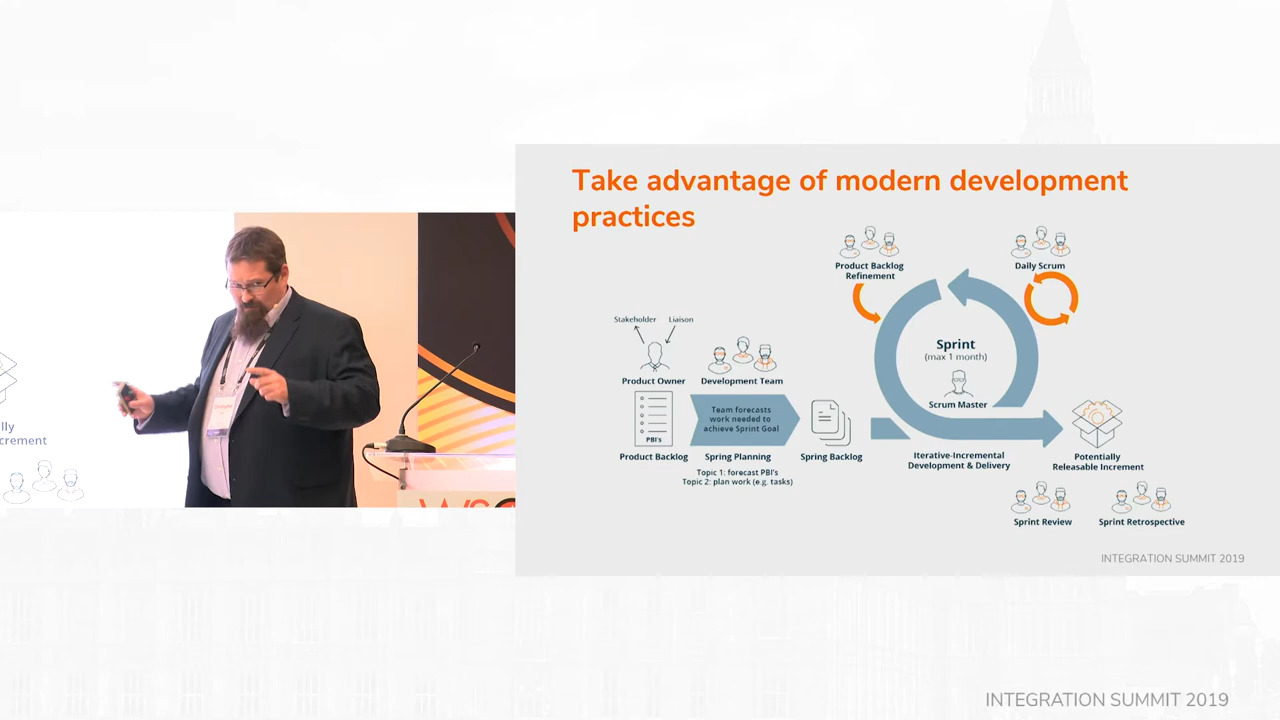 Take advantage of modern development
practices
Product Backlog
Refinement
Daily Scrum
Stakeholder
Liaison
Sprint
(max 1 month)
Product Owner
Development Team
Scrum Master
Team forecasts
work needed to
achieve Sprint Goal
PBI's
Product Backlog
Spring Planning
Spring Backlog
Iterative-Incremental
Development & Delivery
Potentially
Releasable Increment
Topic 1: forecast PBI's
Topic 2: plan work (e.g. tasks)
Sprint Review
Sprint Retrospective
INTEGRATION SUMMIT 2019
lly
crement
INTEGRATION SUMMIT 2019